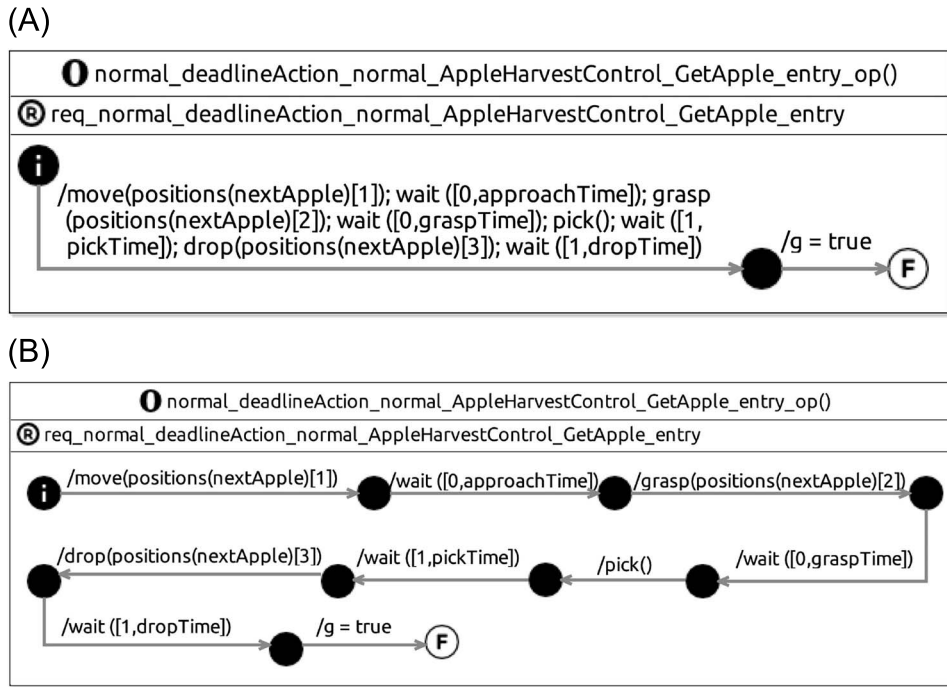 (A)
O normal_deadlineAction_normal_AppleHarvestControl_GetApple_entry_op()
R req_normal_deadlineAction_normal_AppleHarvestControl_GetApple_entry
i
/move(positions(nextApple)[1]); wait ([0,approachTime]); grasp
(positions(nextApple)[2]); wait ([0,graspTime]); pick(); wait ([1,
pickTime]); drop(positions(nextApple)[3]); wait ([1,dropTime])
/g = true
F
(B)
O normal_deadlineAction_normal_AppleHarvestControl_GetApple_entry_op()
R req_normal_deadlineAction_normal_AppleHarvestControl_GetApple_entry
i
/move(positions(nextApple)[1])
/wait ([0,approachTime])
/grasp(positions(nextApple)[2])
/wait ([0,graspTime])
/pick()
/wait ([1,pickTime])
/drop(positions(nextApple)[3])
/wait ([1,dropTime])
/g = true
F